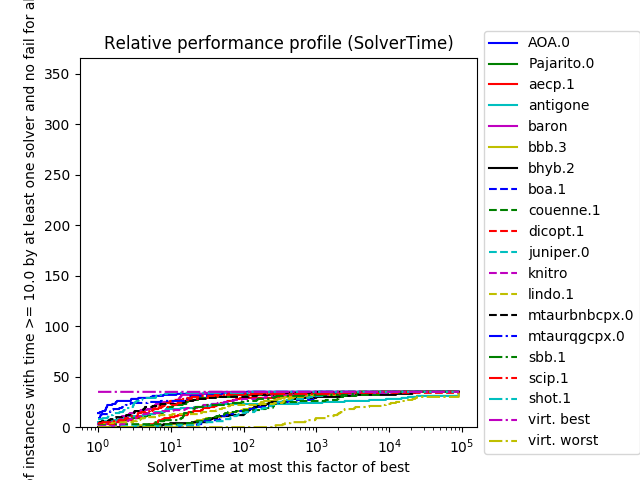 Relative performance profile (SolverTime)
of instances with time >= 10.0 by at least one solver and no fail for
350
300
250
200
150
100
50
0
10^0 10^1 10^2 10^3 10^4 10^5
SolverTime at most this factor of best
AOA.0
Pajarito.0
aecp.1
antigone
baron
bbb.3
bhyb.2
boa.1
couenne.1
dicopt.1
juniper.0
knitro
lindo.1
mtaurbnbcpx.0
mtaurqgcpx.0
sbb.1
scip.1
shot.1
virt. best
virt. worst